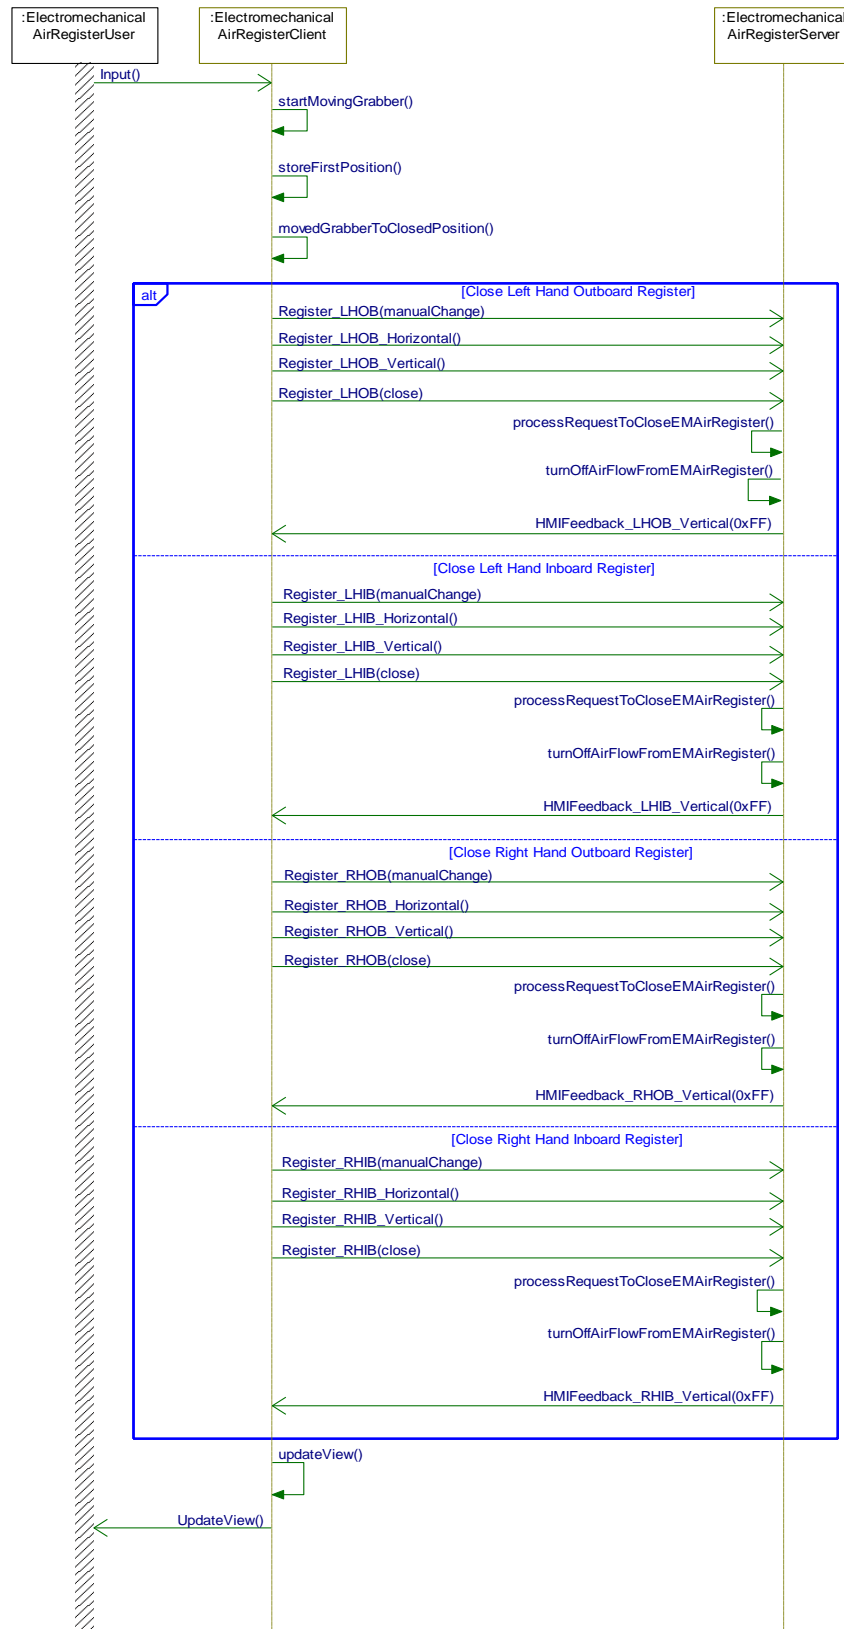 :Electromechanical
AirRegisterUser
:Electromechanical
AirRegisterClient
:Electromechanical
AirRegisterServer
Input()
startMovingGrabber()
storeFirstPosition()
movedGrabberToClosedPosition()
alt
[Close Left Hand Outboard Register]
Register_LHOB(manualChange)
Register_LHOB_Horizontal()
Register_LHOB_Vertical()
Register_LHOB(close)
processRequestToCloseEMAirRegister()
turnOffAirFlowFromEMAirRegister()
HMIFeedback_LHOB_Vertical(0xFF)
[Close Left Hand Inboard Register]
Register_LHIB(manualChange)
Register_LHIB_Horizontal()
Register_LHIB_Vertical()
Register_LHIB(close)
processRequestToCloseEMAirRegister()
turnOffAirFlowFromEMAirRegister()
HMIFeedback_LHIB_Vertical(0xFF)
[Close Right Hand Outboard Register]
Register_RHOB(manualChange)
Register_RHOB_Horizontal()
Register_RHOB_Vertical()
Register_RHOB(close)
processRequestToCloseEMAirRegister()
turnOffAirFlowFromEMAirRegister()
HMIFeedback_RHOB_Vertical(0xFF)
[Close Right Hand Inboard Register]
Register_RHIB(manualChange)
Register_RHIB_Horizontal()
Register_RHIB_Vertical()
Register_RHIB(close)
processRequestToCloseEMAirRegister()
turnOffAirFlowFromEMAirRegister()
HMIFeedback_RHIB_Vertical(0xFF)
updateView()
UpdateView()